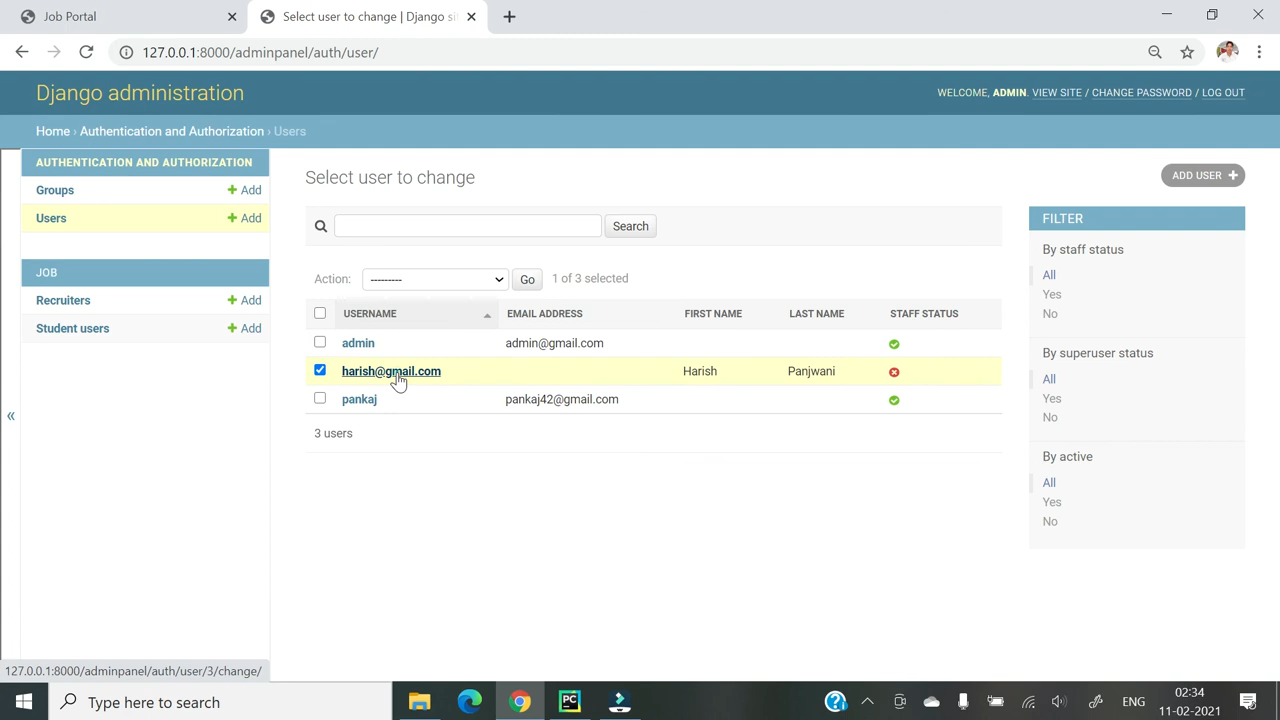 Job Portal
Select user to change | Django si
127.0.0.1:8000/adminpanel/auth/user/
Django administration
WELCOME, ADMIN. VIEW SITE / CHANGE PASSWORD / LOG OUT
Home › Authentication and Authorization › Users
AUTHENTICATION AND AUTHORIZATION
Groups + Add
Users + Add
JOB
Recruiters + Add
Student users + Add
«
Select user to change
ADD USER +
Search
Action: --------- Go 1 of 3 selected
USERNAME EMAIL ADDRESS FIRST NAME LAST NAME STAFF STATUS
admin admin@gmail.com
harish@gmail.com Harish Panjwani
pankaj pankaj42@gmail.com
3 users
FILTER
By staff status
All
Yes
No
By superuser status
All
Yes
No
By active
All
Yes
No
127.0.0.1:8000/adminpanel/auth/user/3/change/
Type here to search
PC
ENG
02:34
11-02-2021